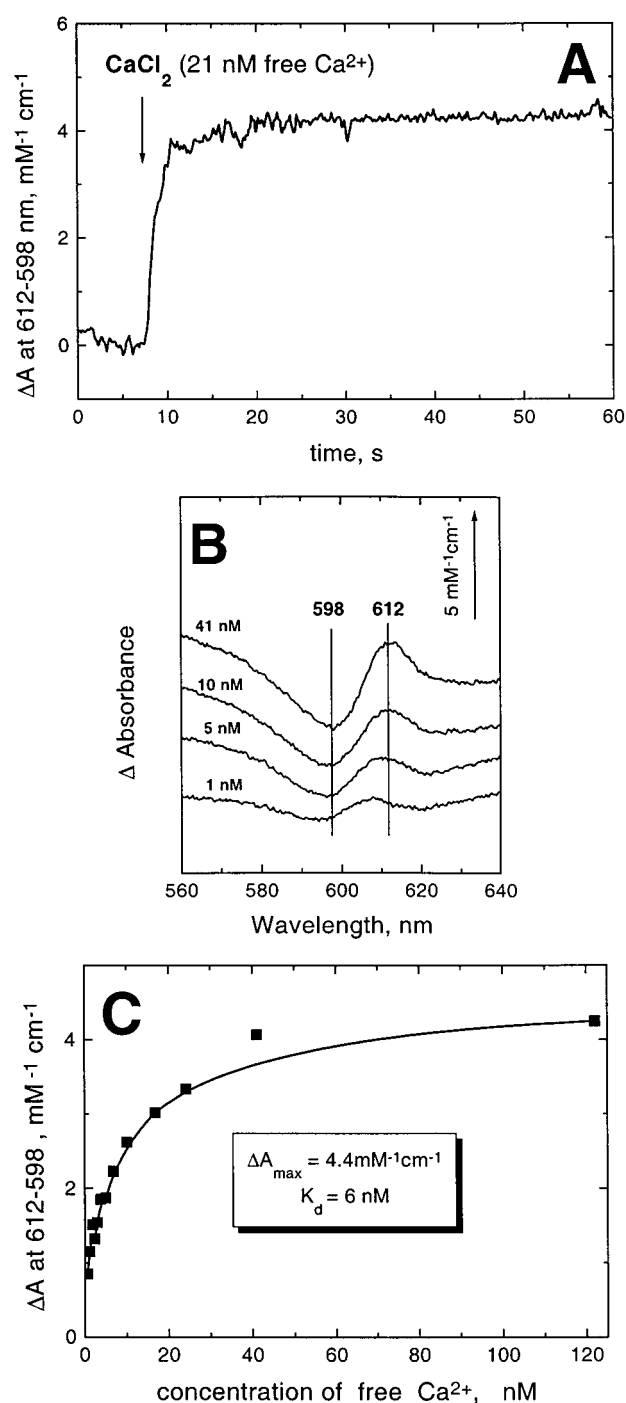 A
CaCl2 (21 nM free Ca2+)
ΔA at 612-598 nm, mM-1 cm-1
6
4
2
0
0 10 20 30 40 50 60
time, s
B
5 mM-1cm-1
598 612
41 nM
10 nM
5 nM
1 nM
Δ Absorbance
560 580 600 620 640
Wavelength, nm
C
ΔA at 612-598 , mM-1 cm-1
4
2
0
ΔAmax = 4.4mM-1cm-1
Kd = 6 nM
0 20 40 60 80 100 120
concentration of free Ca2+, nM